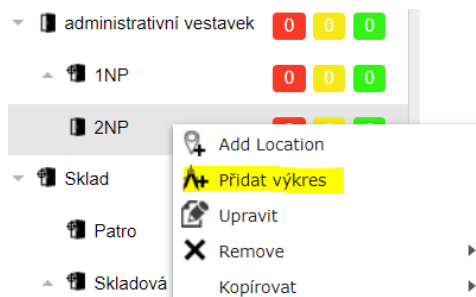 administrativní vestavek 0 0 0
1NP 0 0 0
2NP
Add Location
Sklad
Přidat výkres
Upravit
Patro
Remove
Skladová
Kopírovat